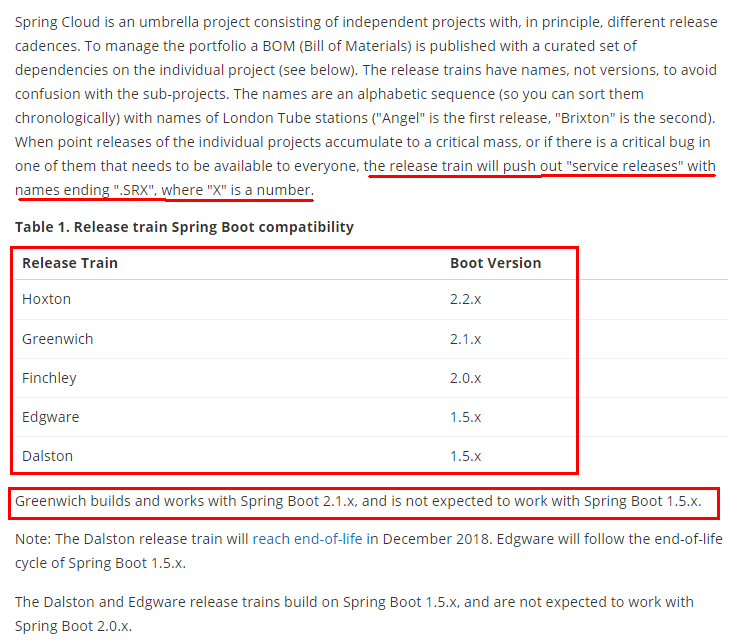 Spring Cloud is an umbrella project consisting of independent projects with, in principle, different release
cadences. To manage the portfolio a BOM (Bill of Materials) is published with a curated set of
dependencies on the individual project (see below). The release trains have names, not versions, to avoid
confusion with the sub-projects. The names are an alphabetic sequence (so you can sort them
chronologically) with names of London Tube stations ("Angel" is the first release, "Brixton" is the second).
When point releases of the individual projects accumulate to a critical mass, or if there is a critical bug in
one of them that needs to be available to everyone, the release train will push out "service releases" with
names ending ".SRX", where "X" is a number.
Table 1. Release train Spring Boot compatibility
Release Train Boot Version
Hoxton 2.2.x
Greenwich 2.1.x
Finchley 2.0.x
Edgware 1.5.x
Dalston 1.5.x
Greenwich builds and works with Spring Boot 2.1.x, and is not expected to work with Spring Boot 1.5.x.
Note: The Dalston release train will reach end-of-life in December 2018. Edgware will follow the end-of-life
cycle of Spring Boot 1.5.x.
The Dalston and Edgware release trains build on Spring Boot 1.5.x, and are not expected to work with
Spring Boot 2.0.x.